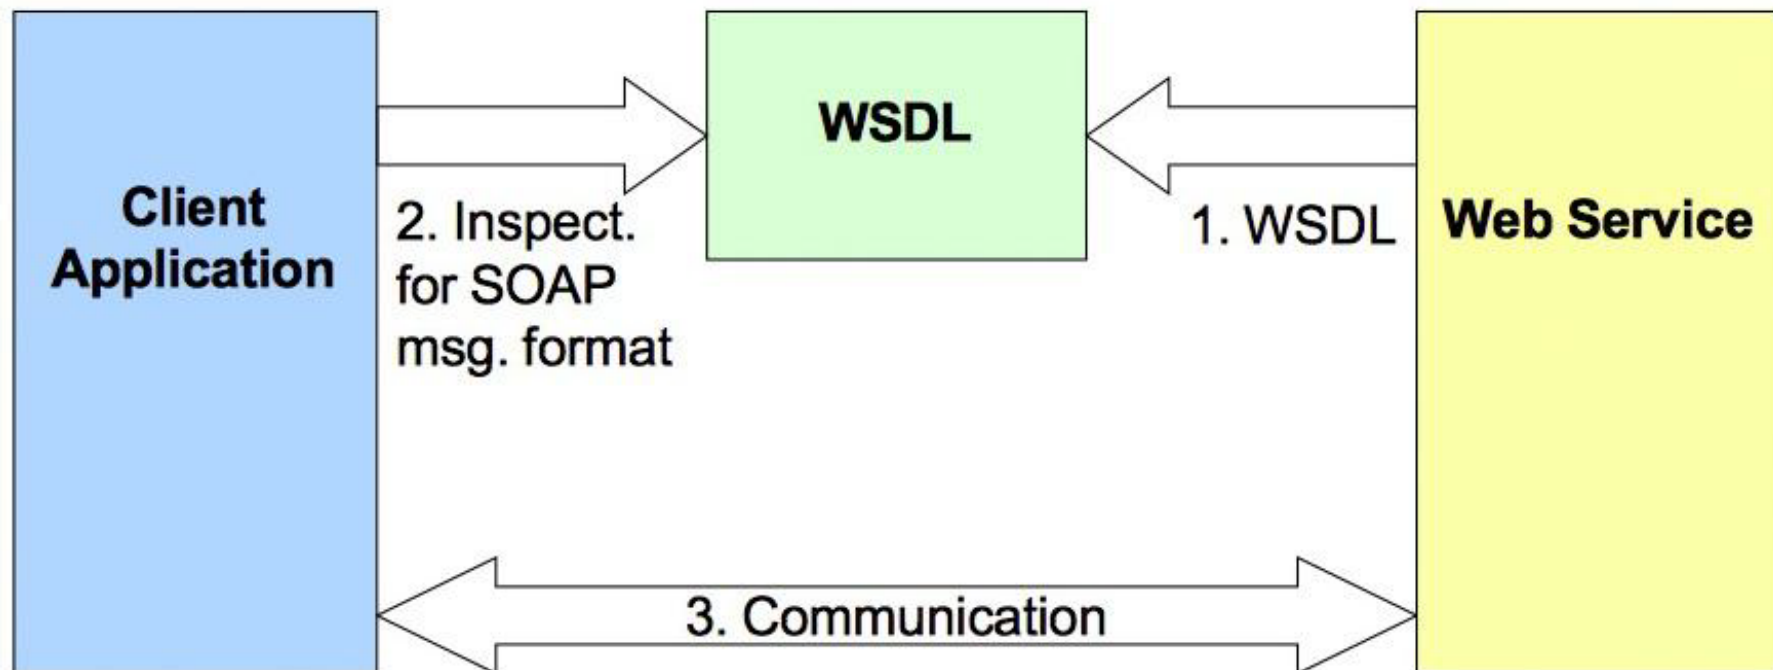 Client
Application
2. Inspect.
for SOAP
msg. format
WSDL
1. WSDL
Web Service
3. Communication